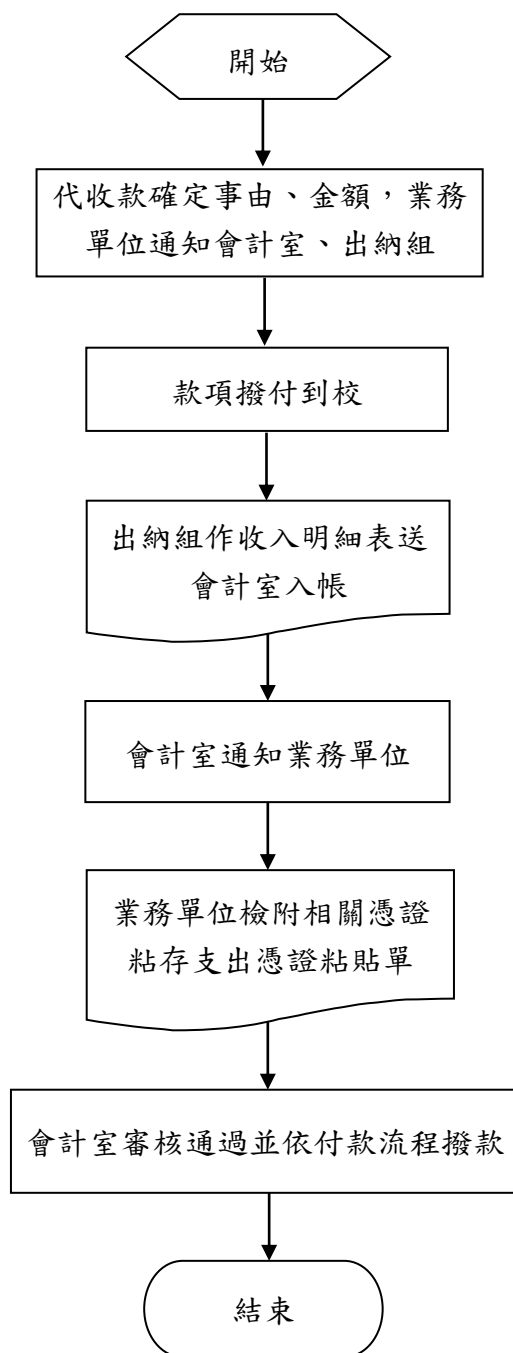 開始
代收款確定事由、金額，業務
單位通知會計室、出納組
款項撥付到校
出納組作收入明細表送
會計室入帳
會計室通知業務單位
業務單位檢附相關憑證
粘存支出憑證粘貼單
會計室審核通過並依付款流程撥款
結束